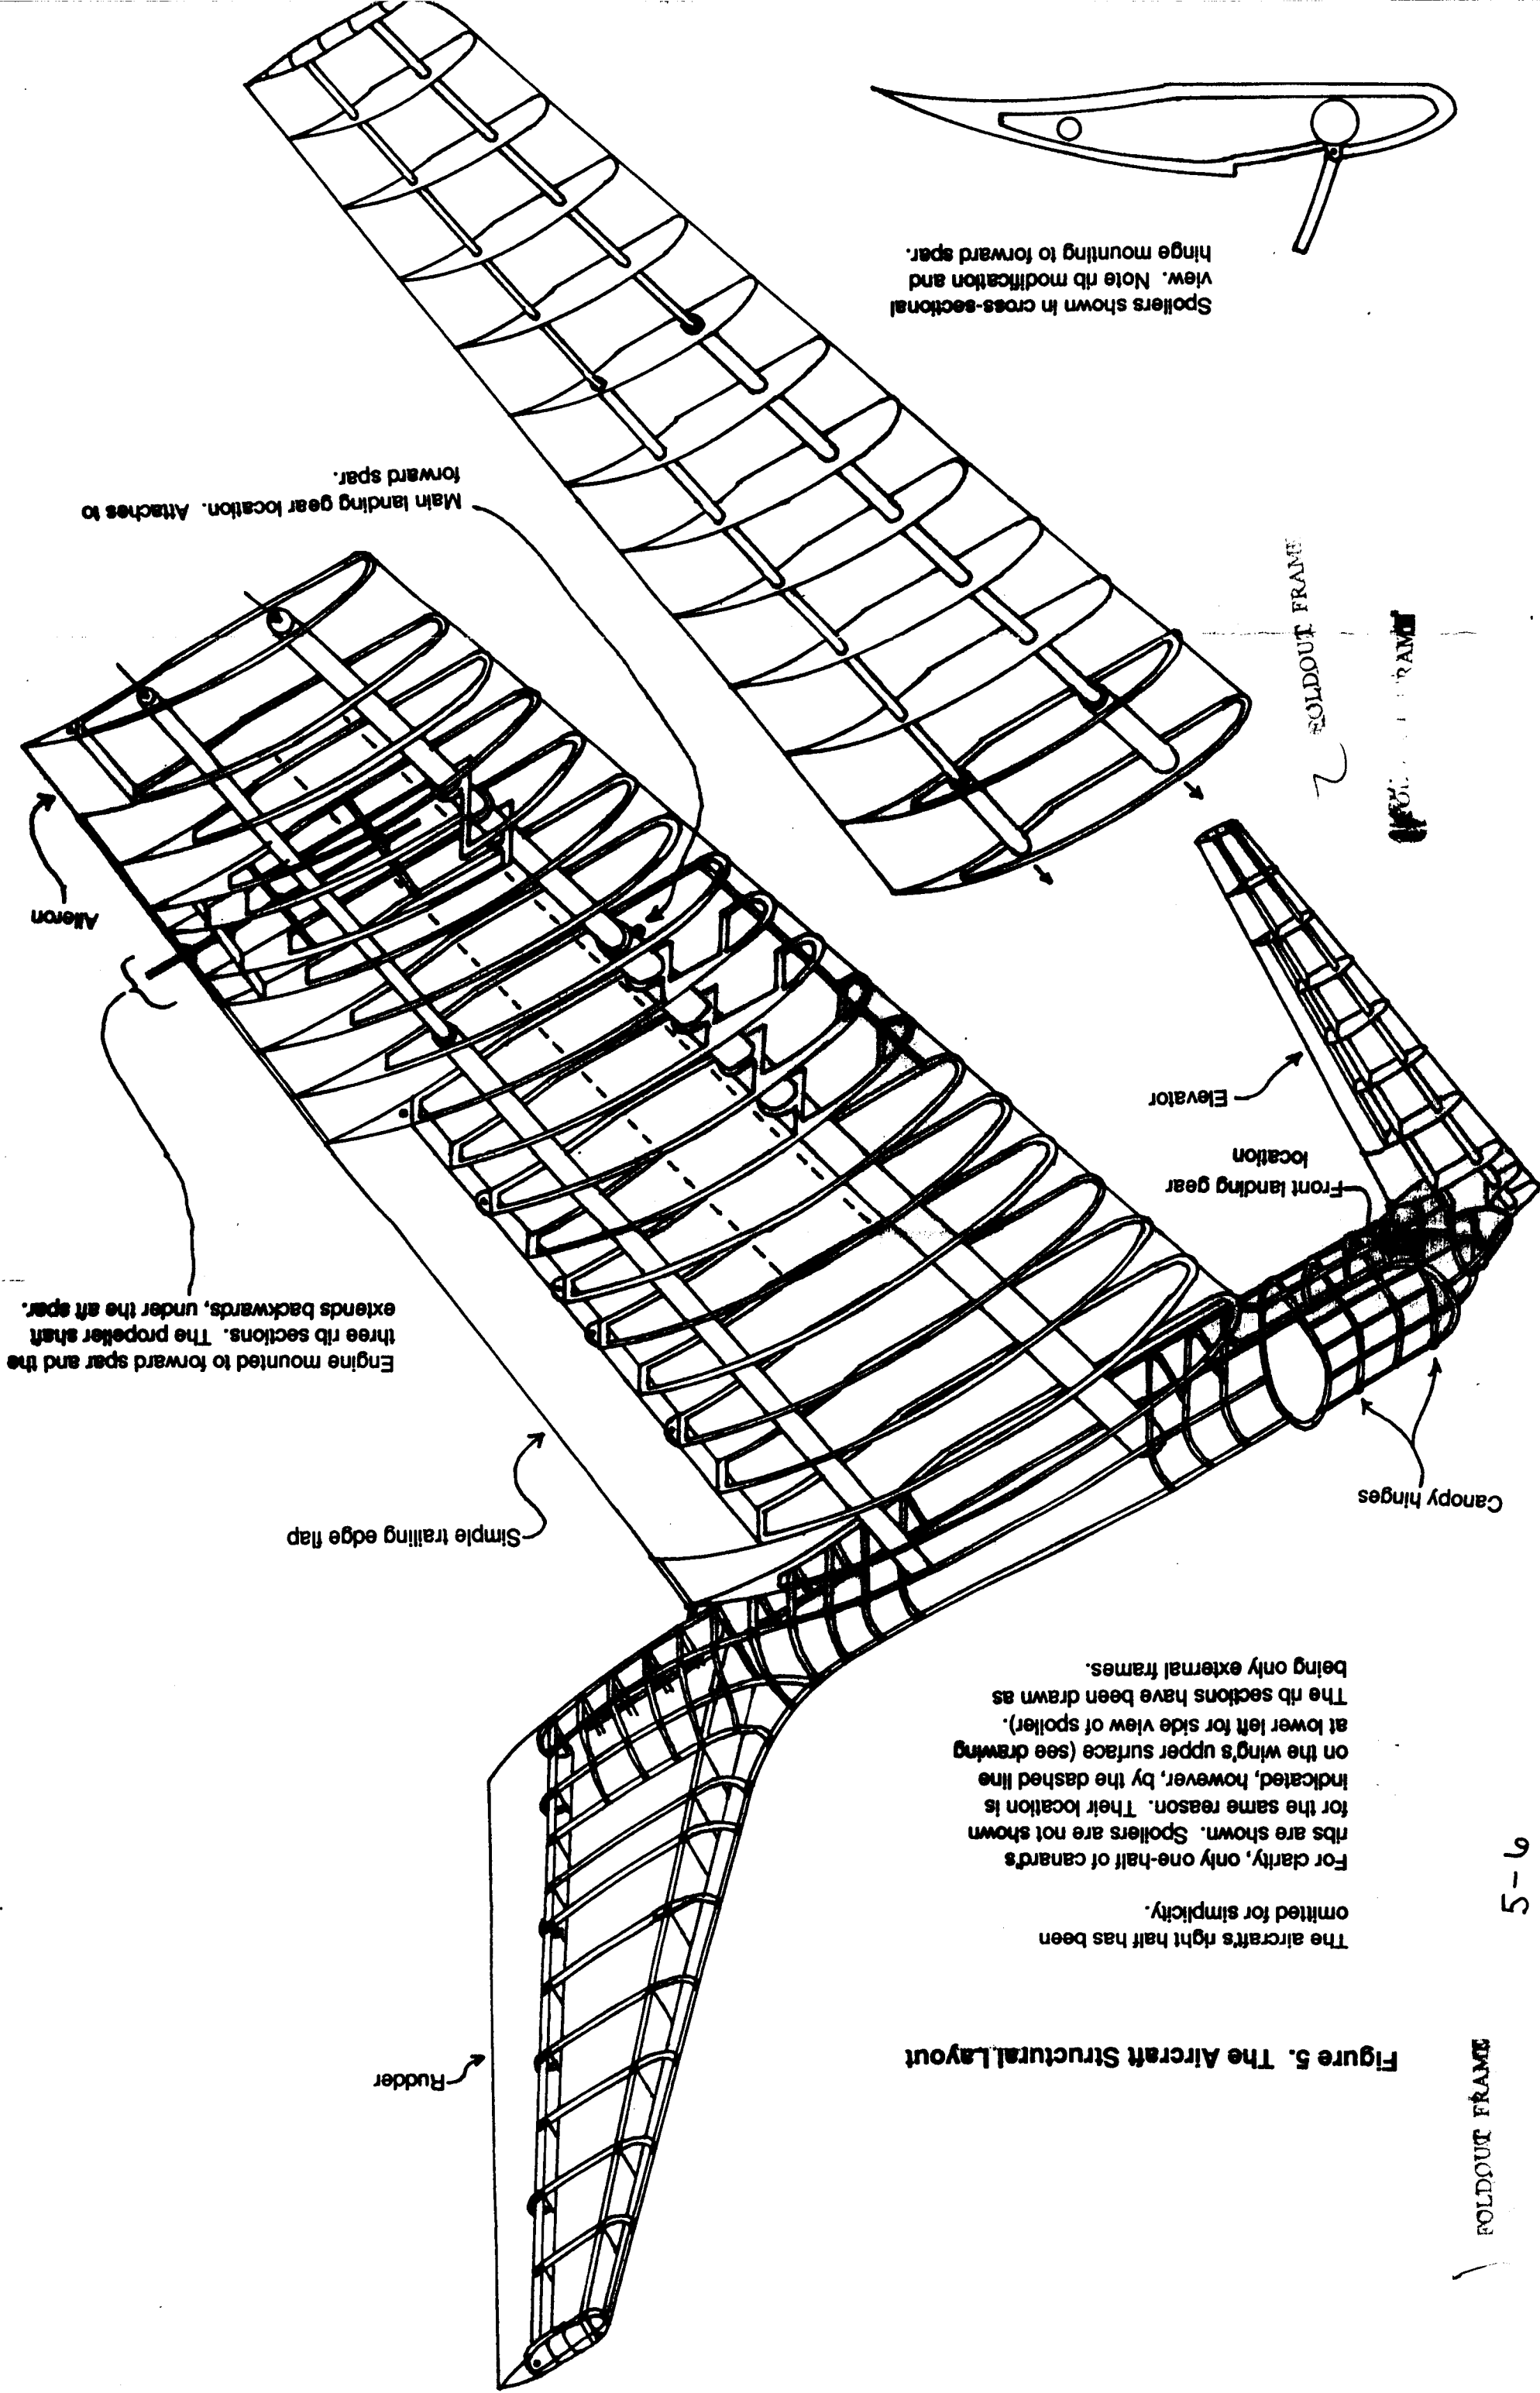 Figure 5. The Aircraft Structural Layout
The aircraft's right half has been
omitted for simplicity.
For clarity, only one-half of canard's
ribs are shown. Spoilers are not shown
for the same reason. Their location is
indicated, however, by the dashed line
on the wing's upper surface (see drawing
at lower left for side view of spoiler).
The rib sections have been drawn as
being only external frames.
Rudder
Simple trailing edge flap
Canopy hinges
Engine mounted to forward spar and the
three rib sections. The propeller shaft
extends backwards, under the aft spar.
Front landing gear
location
Elevator
Aileron
Main landing gear location. Attaches to
forward spar.
Spoilers shown in cross-sectional
view. Note rib modification and
hinge mounting to forward spar.
5-6
FOLDOUT FRAME
2 FOLDOUT FRAME